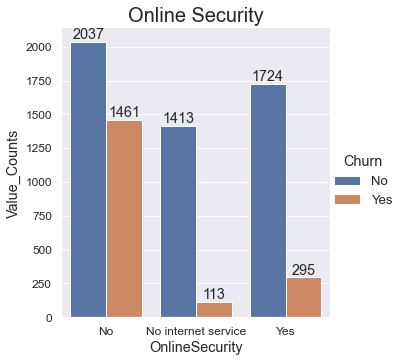 Online Security
2037
1461
1413
113
1724
295
Value_Counts
2000
1750
1500
1250
1000
750
500
250
0
No
No internet service
Yes
OnlineSecurity
Churn
No
Yes